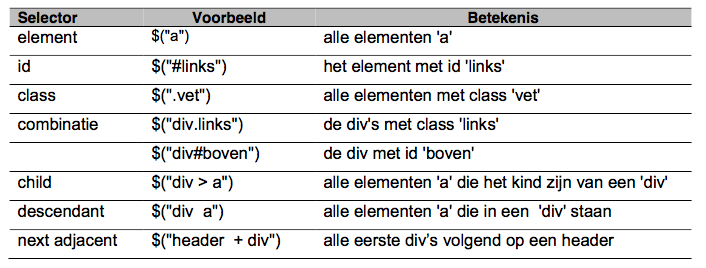 Selector Voorbeeld Betekenis
element $("a") alle elementen 'a'
id $("#links") het element met id 'links'
class $(".vet") alle elementen met class 'vet'
combinatie $("div.links") de div's met class 'links'
$("div#boven") de div met id 'boven'
child $("div > a") alle elementen 'a' die het kind zijn van een 'div'
descendant $("div  a") alle elementen 'a' die in een  'div' staan
next adjacent $("header  + div") alle eerste div's volgend op een header